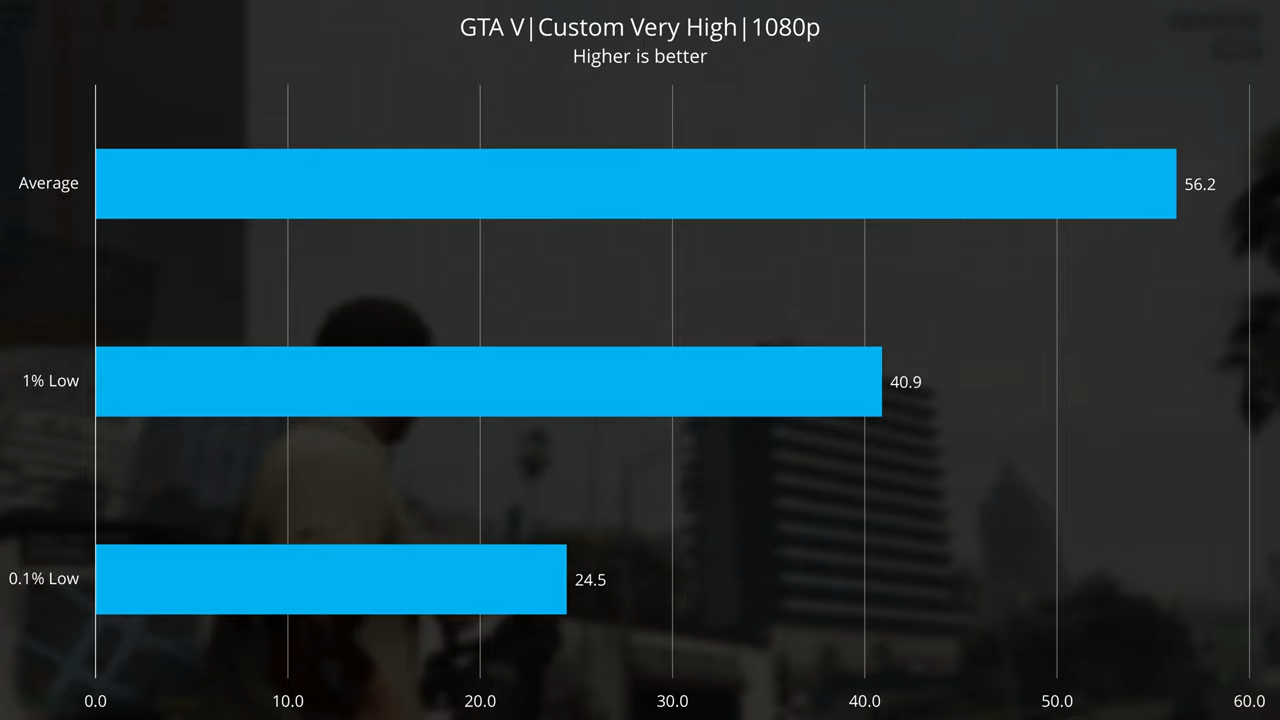 GTA V|Custom Very High|1080p
Higher is better
Average
56.2
1% Low
40.9
0.1% Low
24.5
0.0 10.0 20.0 30.0 40.0 50.0 60.0